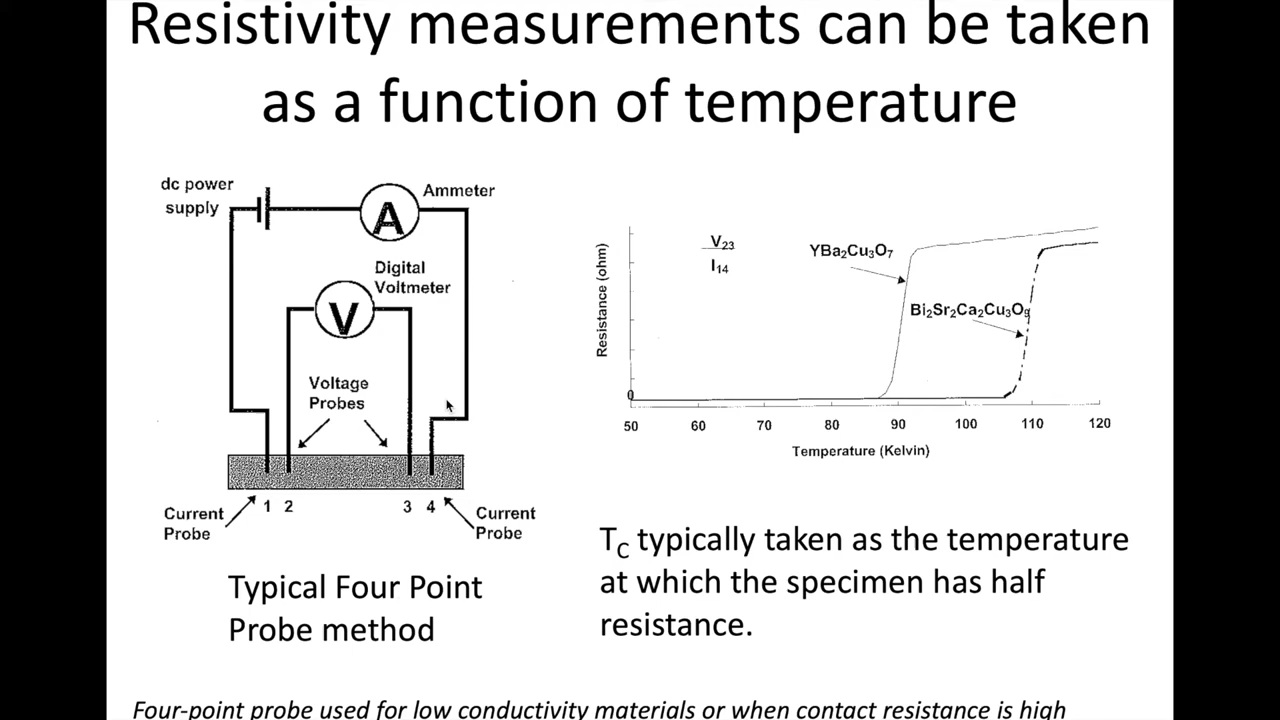 Resistivity measurements can be taken
as a function of temperature
dc power
supply
A
Ammeter
Digital
Voltmeter
V
Voltage
Probes
1 2 3 4
Current
Probe
Current
Probe
Typical Four Point
Probe method
V23
I14
YBa2Cu3O7
Bi2Sr2Ca2Cu3O9
Resistance (ohm)
0
50 60 70 80 90 100 110 120
Temperature (Kelvin)
TC typically taken as the temperature
at which the specimen has half
resistance.
Four-point probe used for low conductivity materials or when contact resistance is high